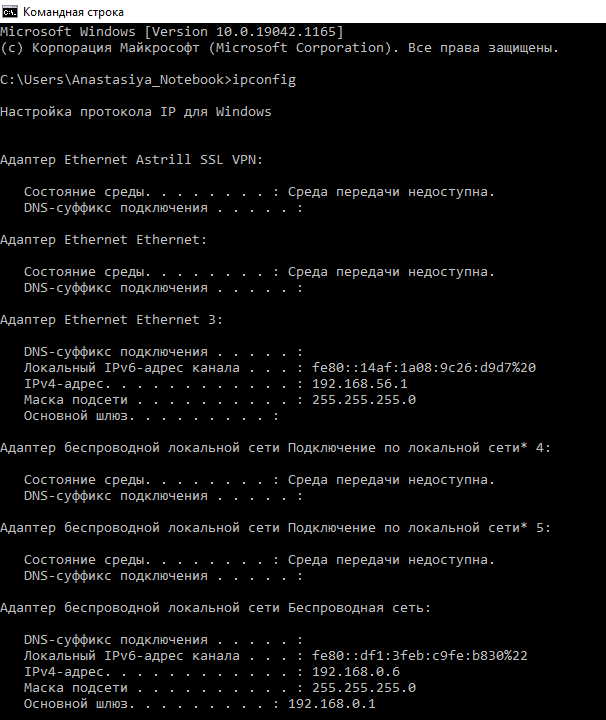 Командная строка
Microsoft Windows [Version 10.0.19042.1165]
(c) Корпорация Майкрософт (Microsoft Corporation). Все права защищены.
C:\Users\Anastasiya_Notebook>ipconfig
Настройка протокола IP для Windows
Адаптер Ethernet Astrill SSL VPN:
Состояние среды. . . . . . . . : Среда передачи недоступна.
DNS-суффикс подключения . . . . . :
Адаптер Ethernet Ethernet:
Состояние среды. . . . . . . . : Среда передачи недоступна.
DNS-суффикс подключения . . . . . :
Адаптер Ethernet Ethernet 3:
DNS-суффикс подключения . . . . . :
Локальный IPv6-адрес канала . . . : fe80::14af:1a08:9c26:d9d7%20
IPv4-адрес. . . . . . . . . . . . : 192.168.56.1
Маска подсети . . . . . . . . . . : 255.255.255.0
Основной шлюз. . . . . . . . . :
Адаптер беспроводной локальной сети Подключение по локальной сети* 4:
Состояние среды. . . . . . . . : Среда передачи недоступна.
DNS-суффикс подключения . . . . . :
Адаптер беспроводной локальной сети Подключение по локальной сети* 5:
Состояние среды. . . . . . . . : Среда передачи недоступна.
DNS-суффикс подключения . . . . . :
Адаптер беспроводной локальной сети Беспроводная сеть:
DNS-суффикс подключения . . . . . :
Локальный IPv6-адрес канала . . . : fe80::df1:3feb:c9fe:b830%22
IPv4-адрес. . . . . . . . . . . . : 192.168.0.6
Маска подсети . . . . . . . . . . : 255.255.255.0
Основной шлюз. . . . . . . . . : 192.168.0.1